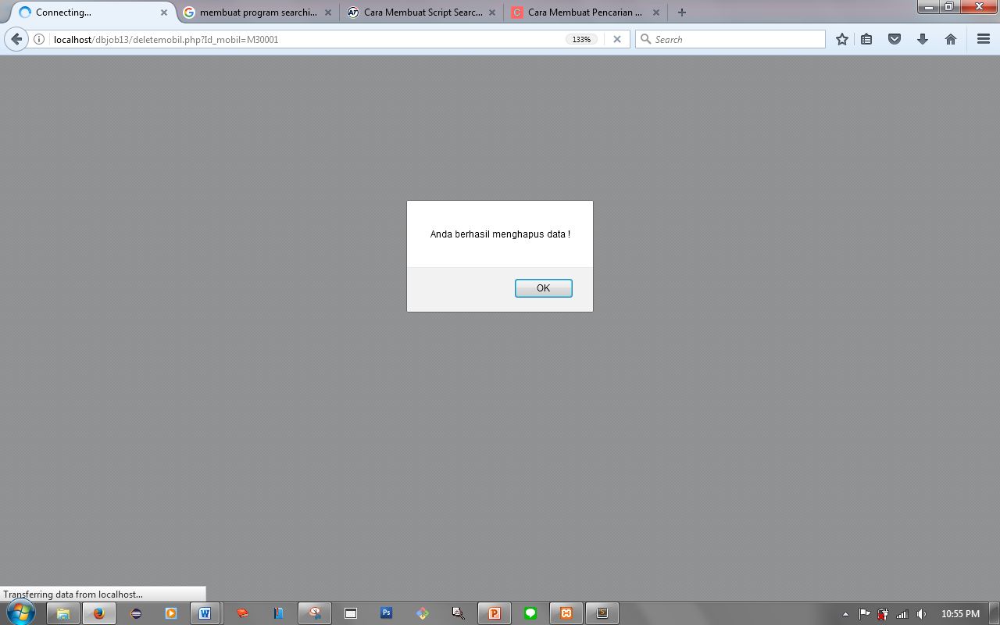 Connecting...
membuat program searchi...
Cara Membuat Script Searc...
Cara Membuat Pencarian ...
localhost/dbjob13/deletemobil.php?Id_mobil=M30001
133%
Search
Anda berhasil menghapus data !
OK
Transferring data from localhost...
10:55 PM